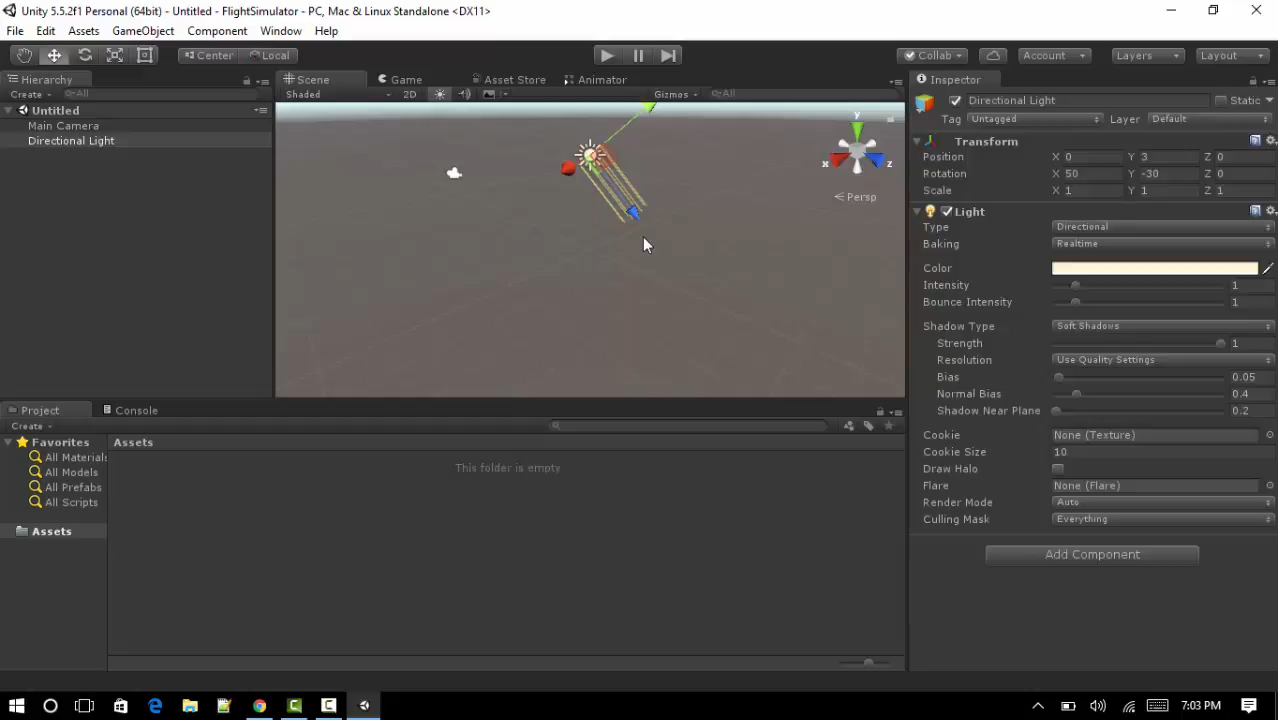 Unity 5.5.2f1 Personal (64bit) - Untitled - FlightSimulator - PC, Mac & Linux Standalone <DX11>
File Edit Assets GameObject Component Window Help
Center Local Collab Account Layers Layout
Hierarchy Scene Game Asset Store Animator Inspector
Create All Shaded 2D Gizmos All
Directional Light Static
Untitled
Tag Untagged Layer Default
Main Camera
Directional Light
y
x
z
Persp
Transform
Position X 0 Y 3 Z 0
Rotation X 50 Y -30 Z 0
Scale X 1 Y 1 Z 1
Light
Type Directional
Baking Realtime
Color
Intensity 1
Bounce Intensity 1
Shadow Type Soft Shadows
Strength 1
Resolution Use Quality Settings
Bias 0.05
Normal Bias 0.4
Shadow Near Plane 0.2
Cookie None (Texture)
Cookie Size 10
Draw Halo
Flare None (Flare)
Render Mode Auto
Culling Mask Everything
Add Component
Project Console
Create
Favorites
All Materials
All Models
All Prefabs
All Scripts
Assets
Assets
This folder is empty
7:03 PM